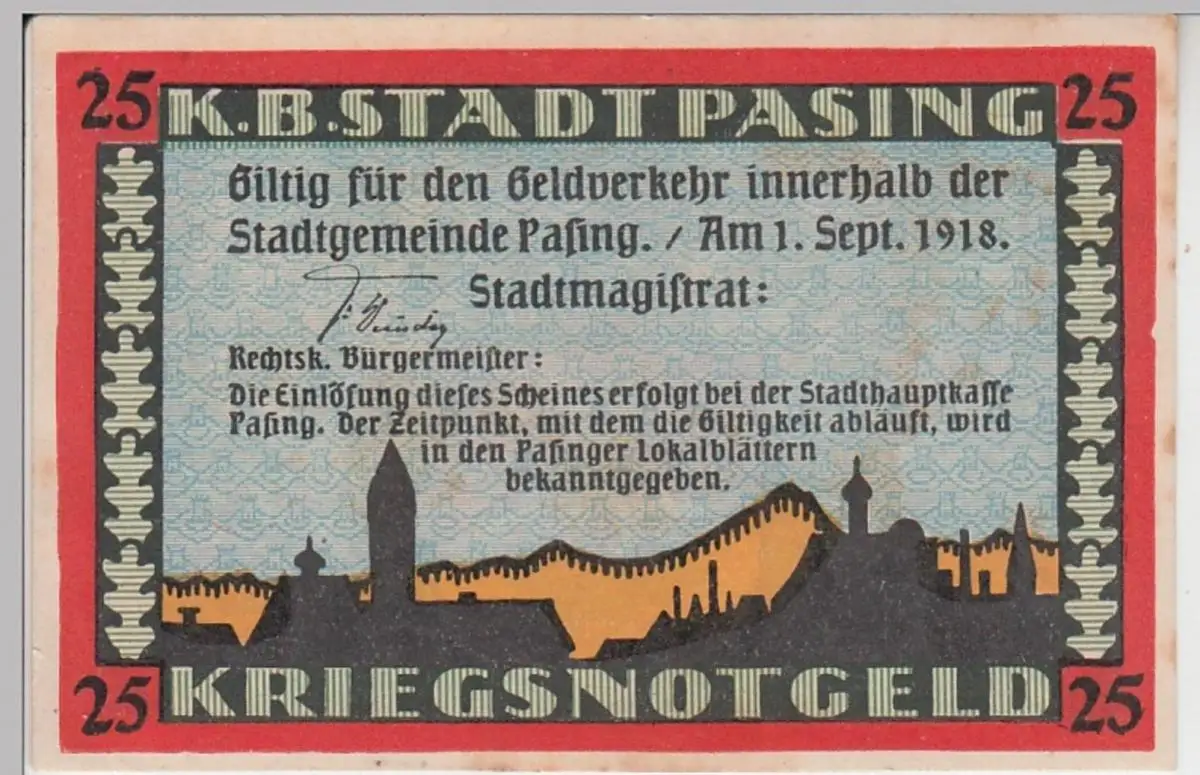 25 K.B.STADT PASING 25
Giltig für den Geldverkehr innerhalb der
Stadtgemeinde Paſing. / Am 1. Sept. 1918.
Stadtmagiſtrat:
Rechtsk. Bürgermeiſter:
Die Einlöſung dieſes Scheines erfolgt bei der Stadthauptkaſſe
Paſing. Der Zeitpunkt, mit dem die Giltigkeit abläuft, wird
in den Paſinger Lokalblättern
bekanntgegeben.
25 KRIEGSNOTGELD 25